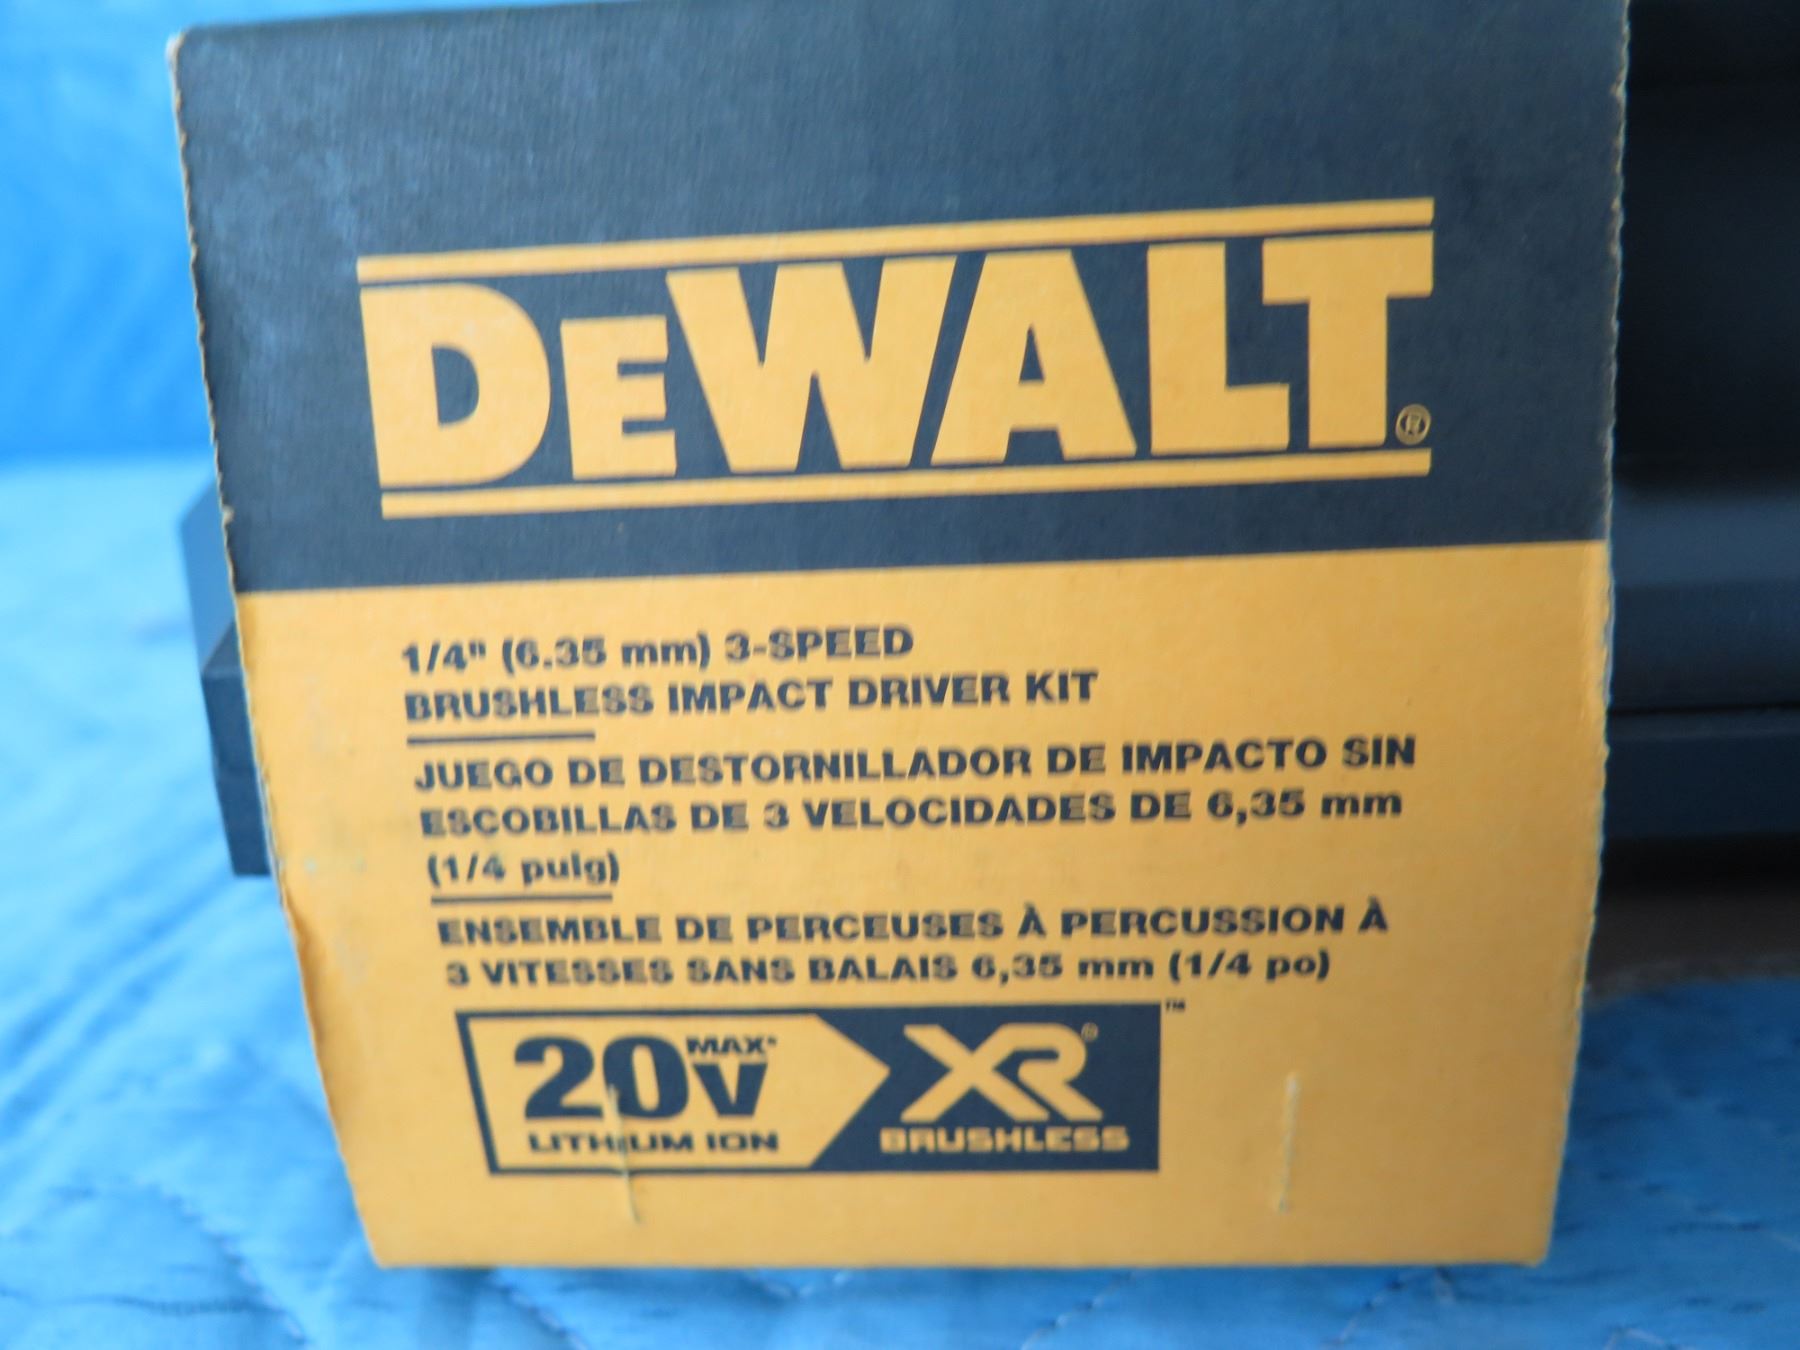 DEWALT®
1/4" (6.35 mm) 3-SPEED
BRUSHLESS IMPACT DRIVER KIT
JUEGO DE DESTORNILLADOR DE IMPACTO SIN
ESCOBILLAS DE 3 VELOCIDADES DE 6,35 mm
(1/4 pulg)
ENSEMBLE DE PERCEUSES À PERCUSSION À
3 VITESSES SANS BALAIS 6,35 mm (1/4 po)
20V MAX* XR® ™
LITHIUM ION BRUSHLESS